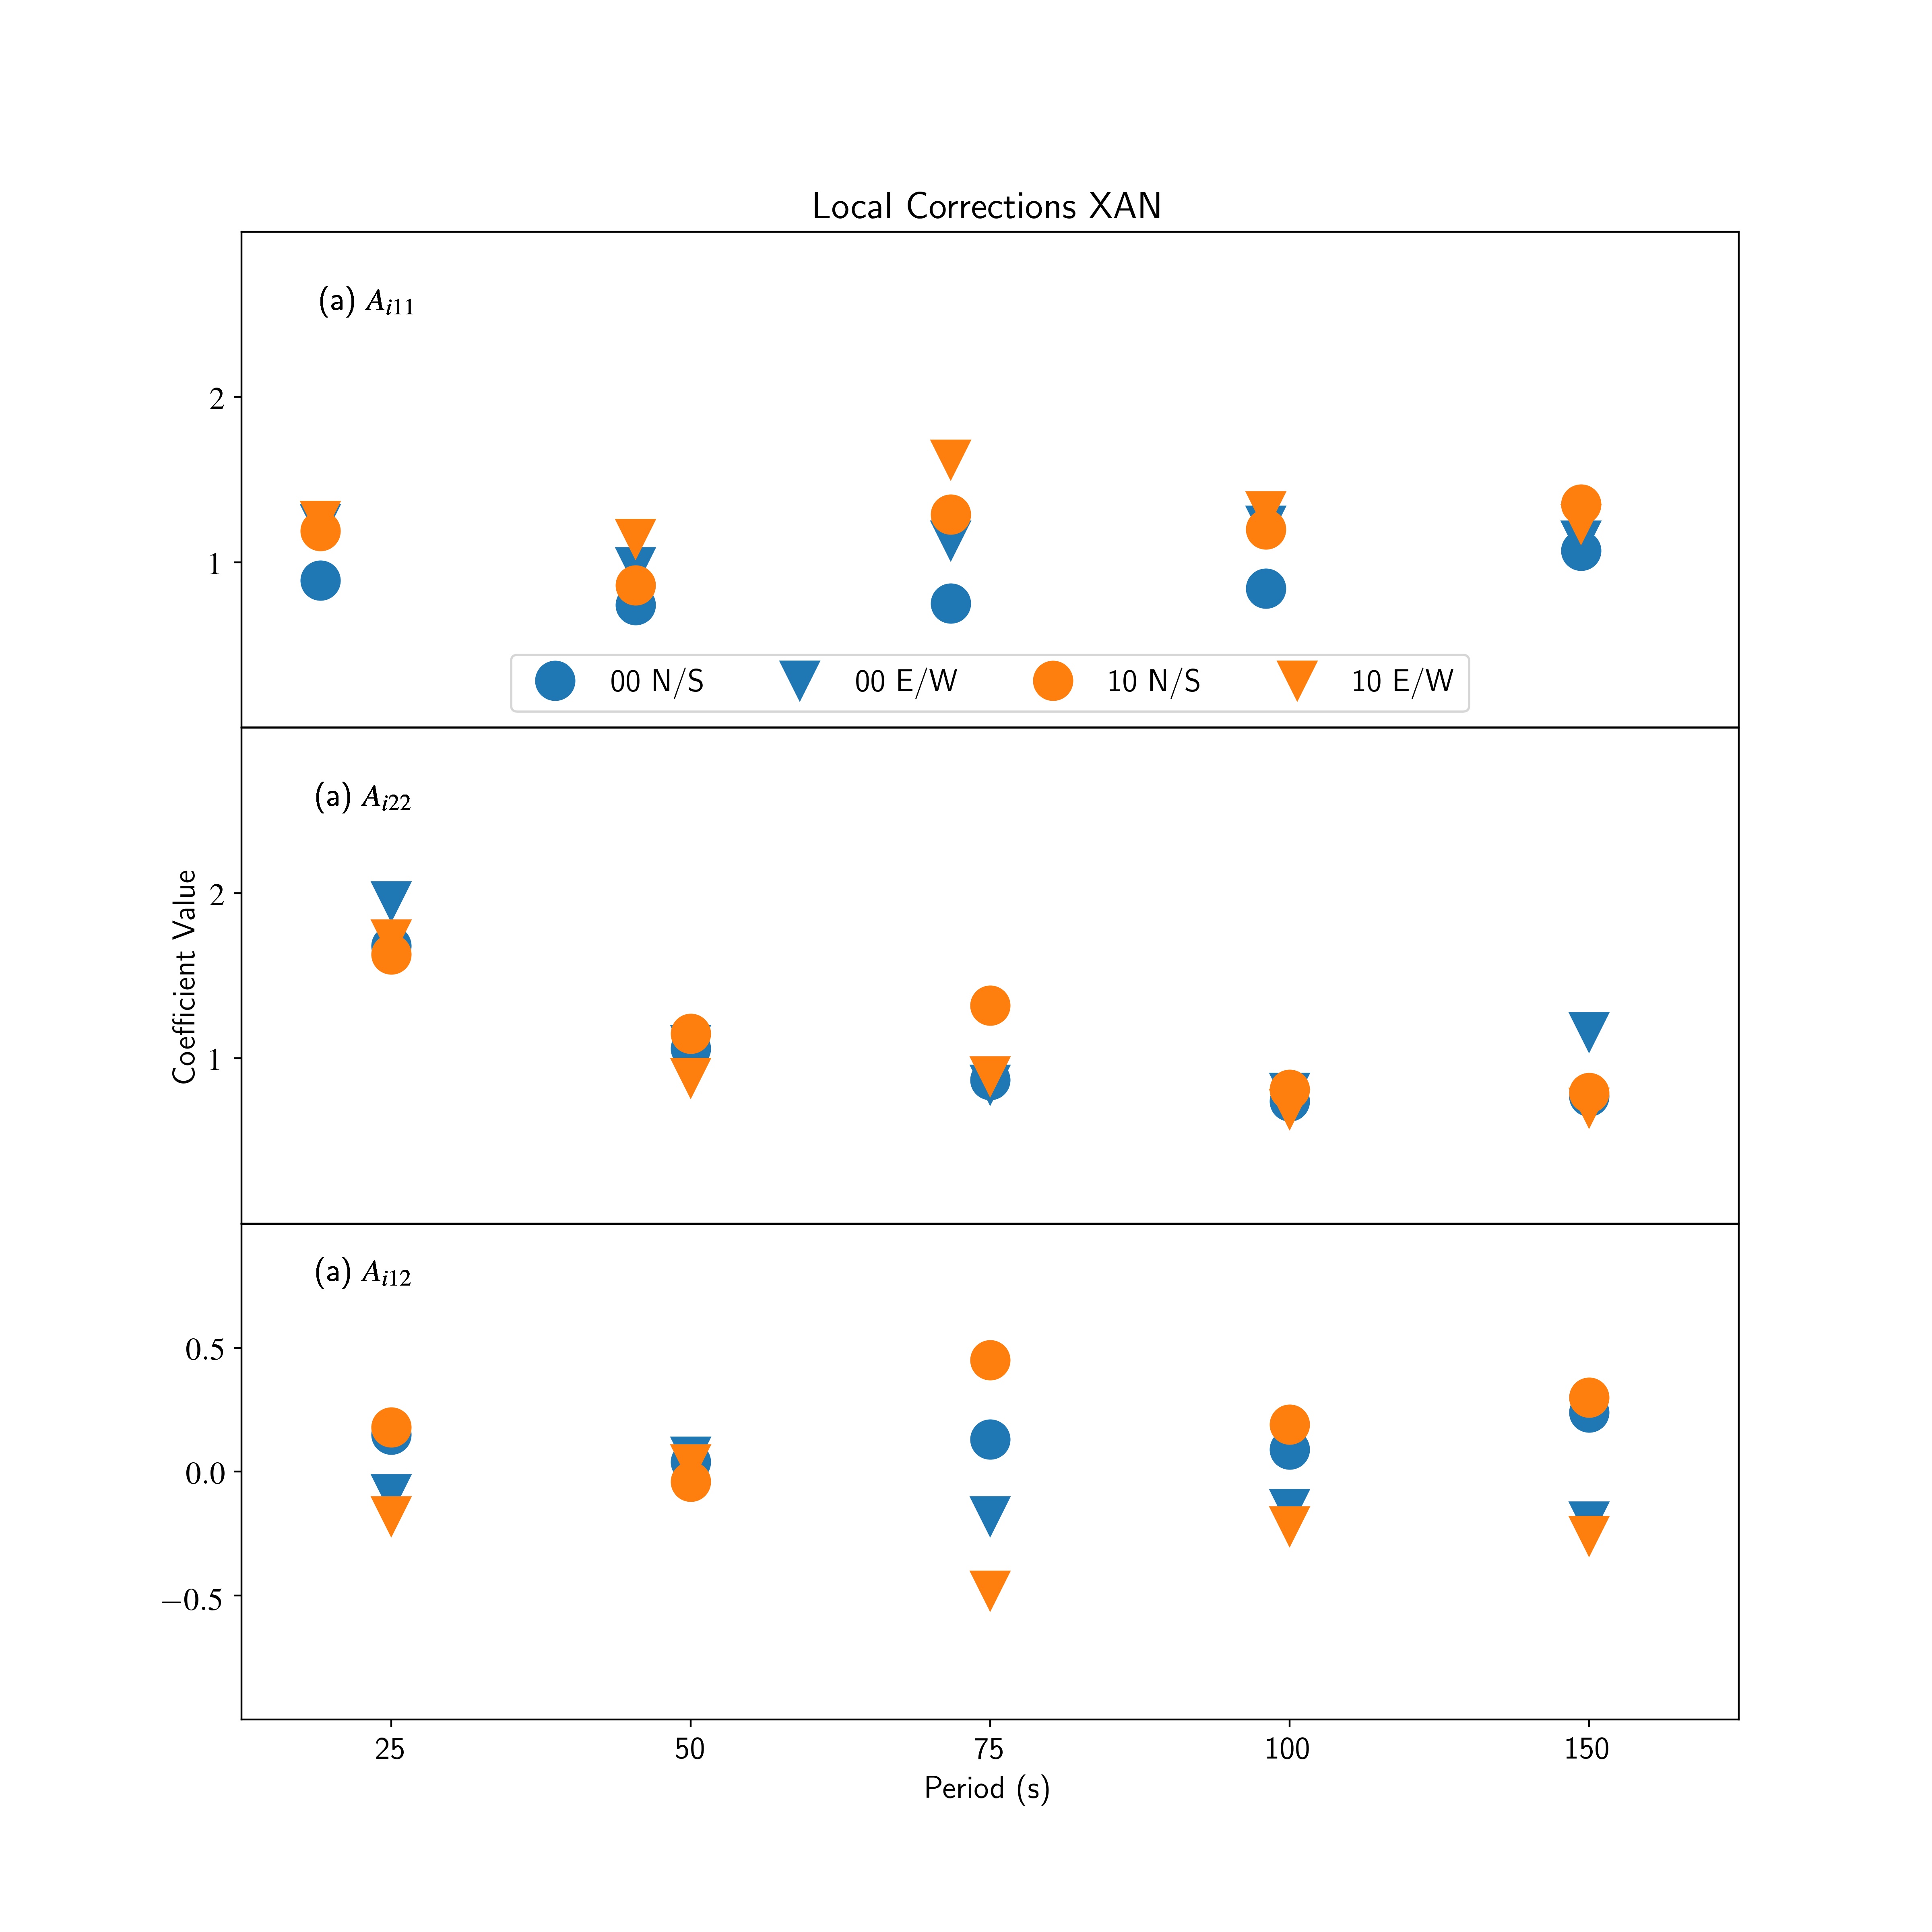 Local Corrections XAN
(a) A_{i11}
2
1
00 N/S 00 E/W 10 N/S 10 E/W
(a) A_{i22}
2
1
Coefficient Value
(a) A_{i12}
0.5
0.0
−0.5
25 50 75 100 150
Period (s)